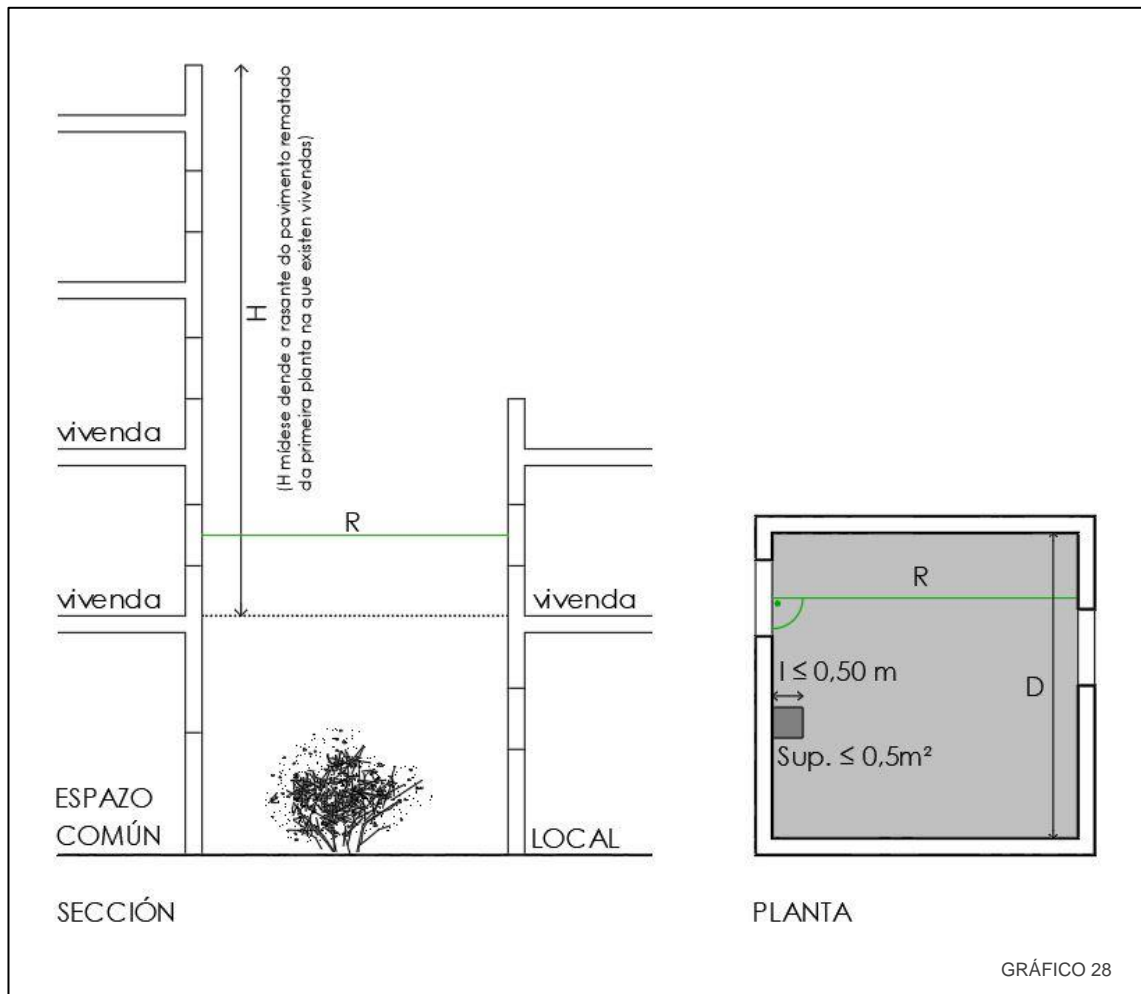 H
(H mídese dende a rasante do pavimento rematado
da primeira planta na que existen vivendas)
vivenda
R
vivenda
vivenda
ESPAZO
COMÚN
LOCAL
SECCIÓN
R
l ≤ 0,50 m
D
Sup. ≤ 0,5m²
PLANTA
GRÁFICO 28